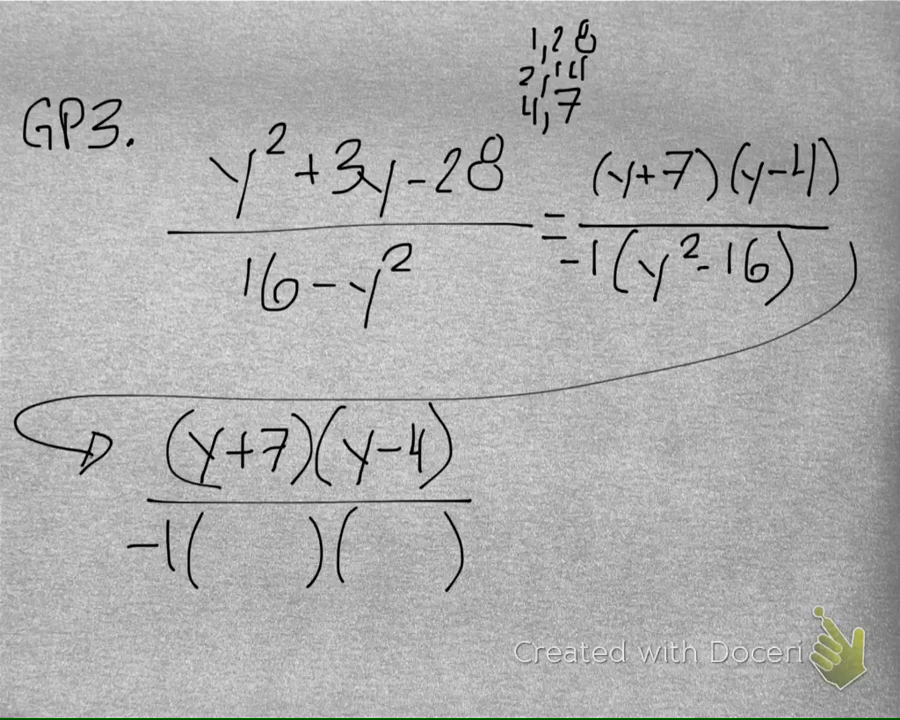 1,28
2,14
4,7
GP3.
y²+3y-28 = (y+7)(y-4)
16-y² -1(y²-16)
(y+7)(y-4)
-1( )( )
Created with Doceri